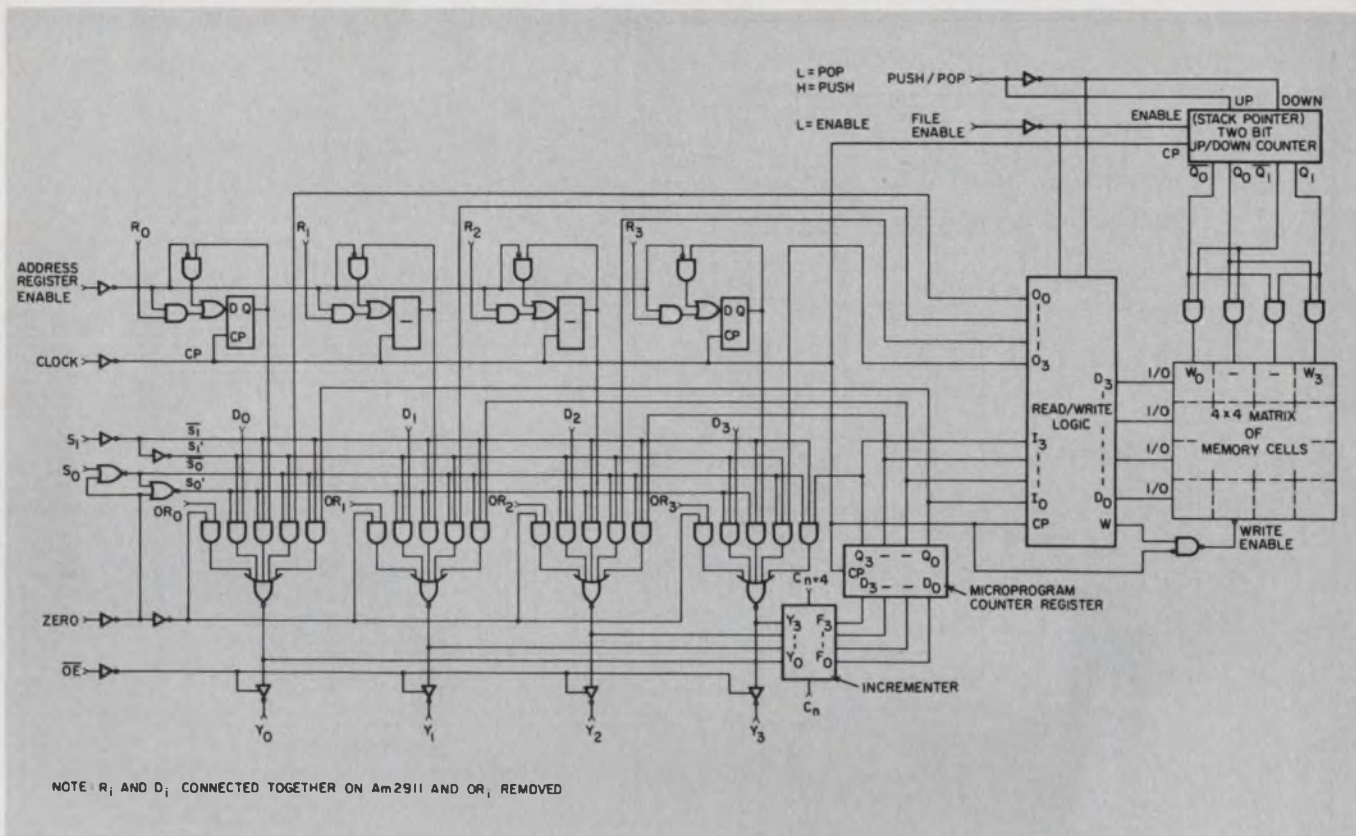 L = POP
H = PUSH
PUSH / POP
L = ENABLE
FILE
ENABLE
UP
DOWN
ENABLE
(STACK POINTER)
TWO BIT
UP/DOWN COUNTER
CP
Q0 Q0 Q1 Q1
R0
R1
R2
R3
ADDRESS
REGISTER
ENABLE
D Q
CP
D Q
CP
CLOCK
CP
O0
O3
READ/WRITE
LOGIC
D3
D0
I3
I0
CP
W
I/O
I/O
I/O
I/O
W0 - - W3
4 x 4 MATRIX
OF
MEMORY CELLS
WRITE
ENABLE
D0
D1
D2
D3
S1
S1
S1'
S0
S0
S0'
OR0
OR1
OR2
OR3
Cn+4
Q3 - - Q0
CP
D3 - - D0
MICROPROGRAM
COUNTER REGISTER
ZERO
Y3
Y0
F3
F0
INCREMENTER
OE
Cn
Y0
Y1
Y2
Y3
NOTE: Ri AND Di CONNECTED TOGETHER ON Am2911 AND ORi REMOVED